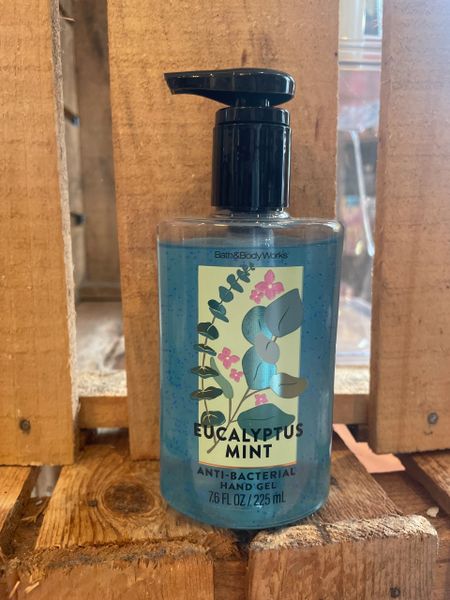 Bath&BodyWorks
EUCALYPTUS
MINT
ANTI-BACTERIAL
HAND GEL
7.6 FL OZ / 225 mL